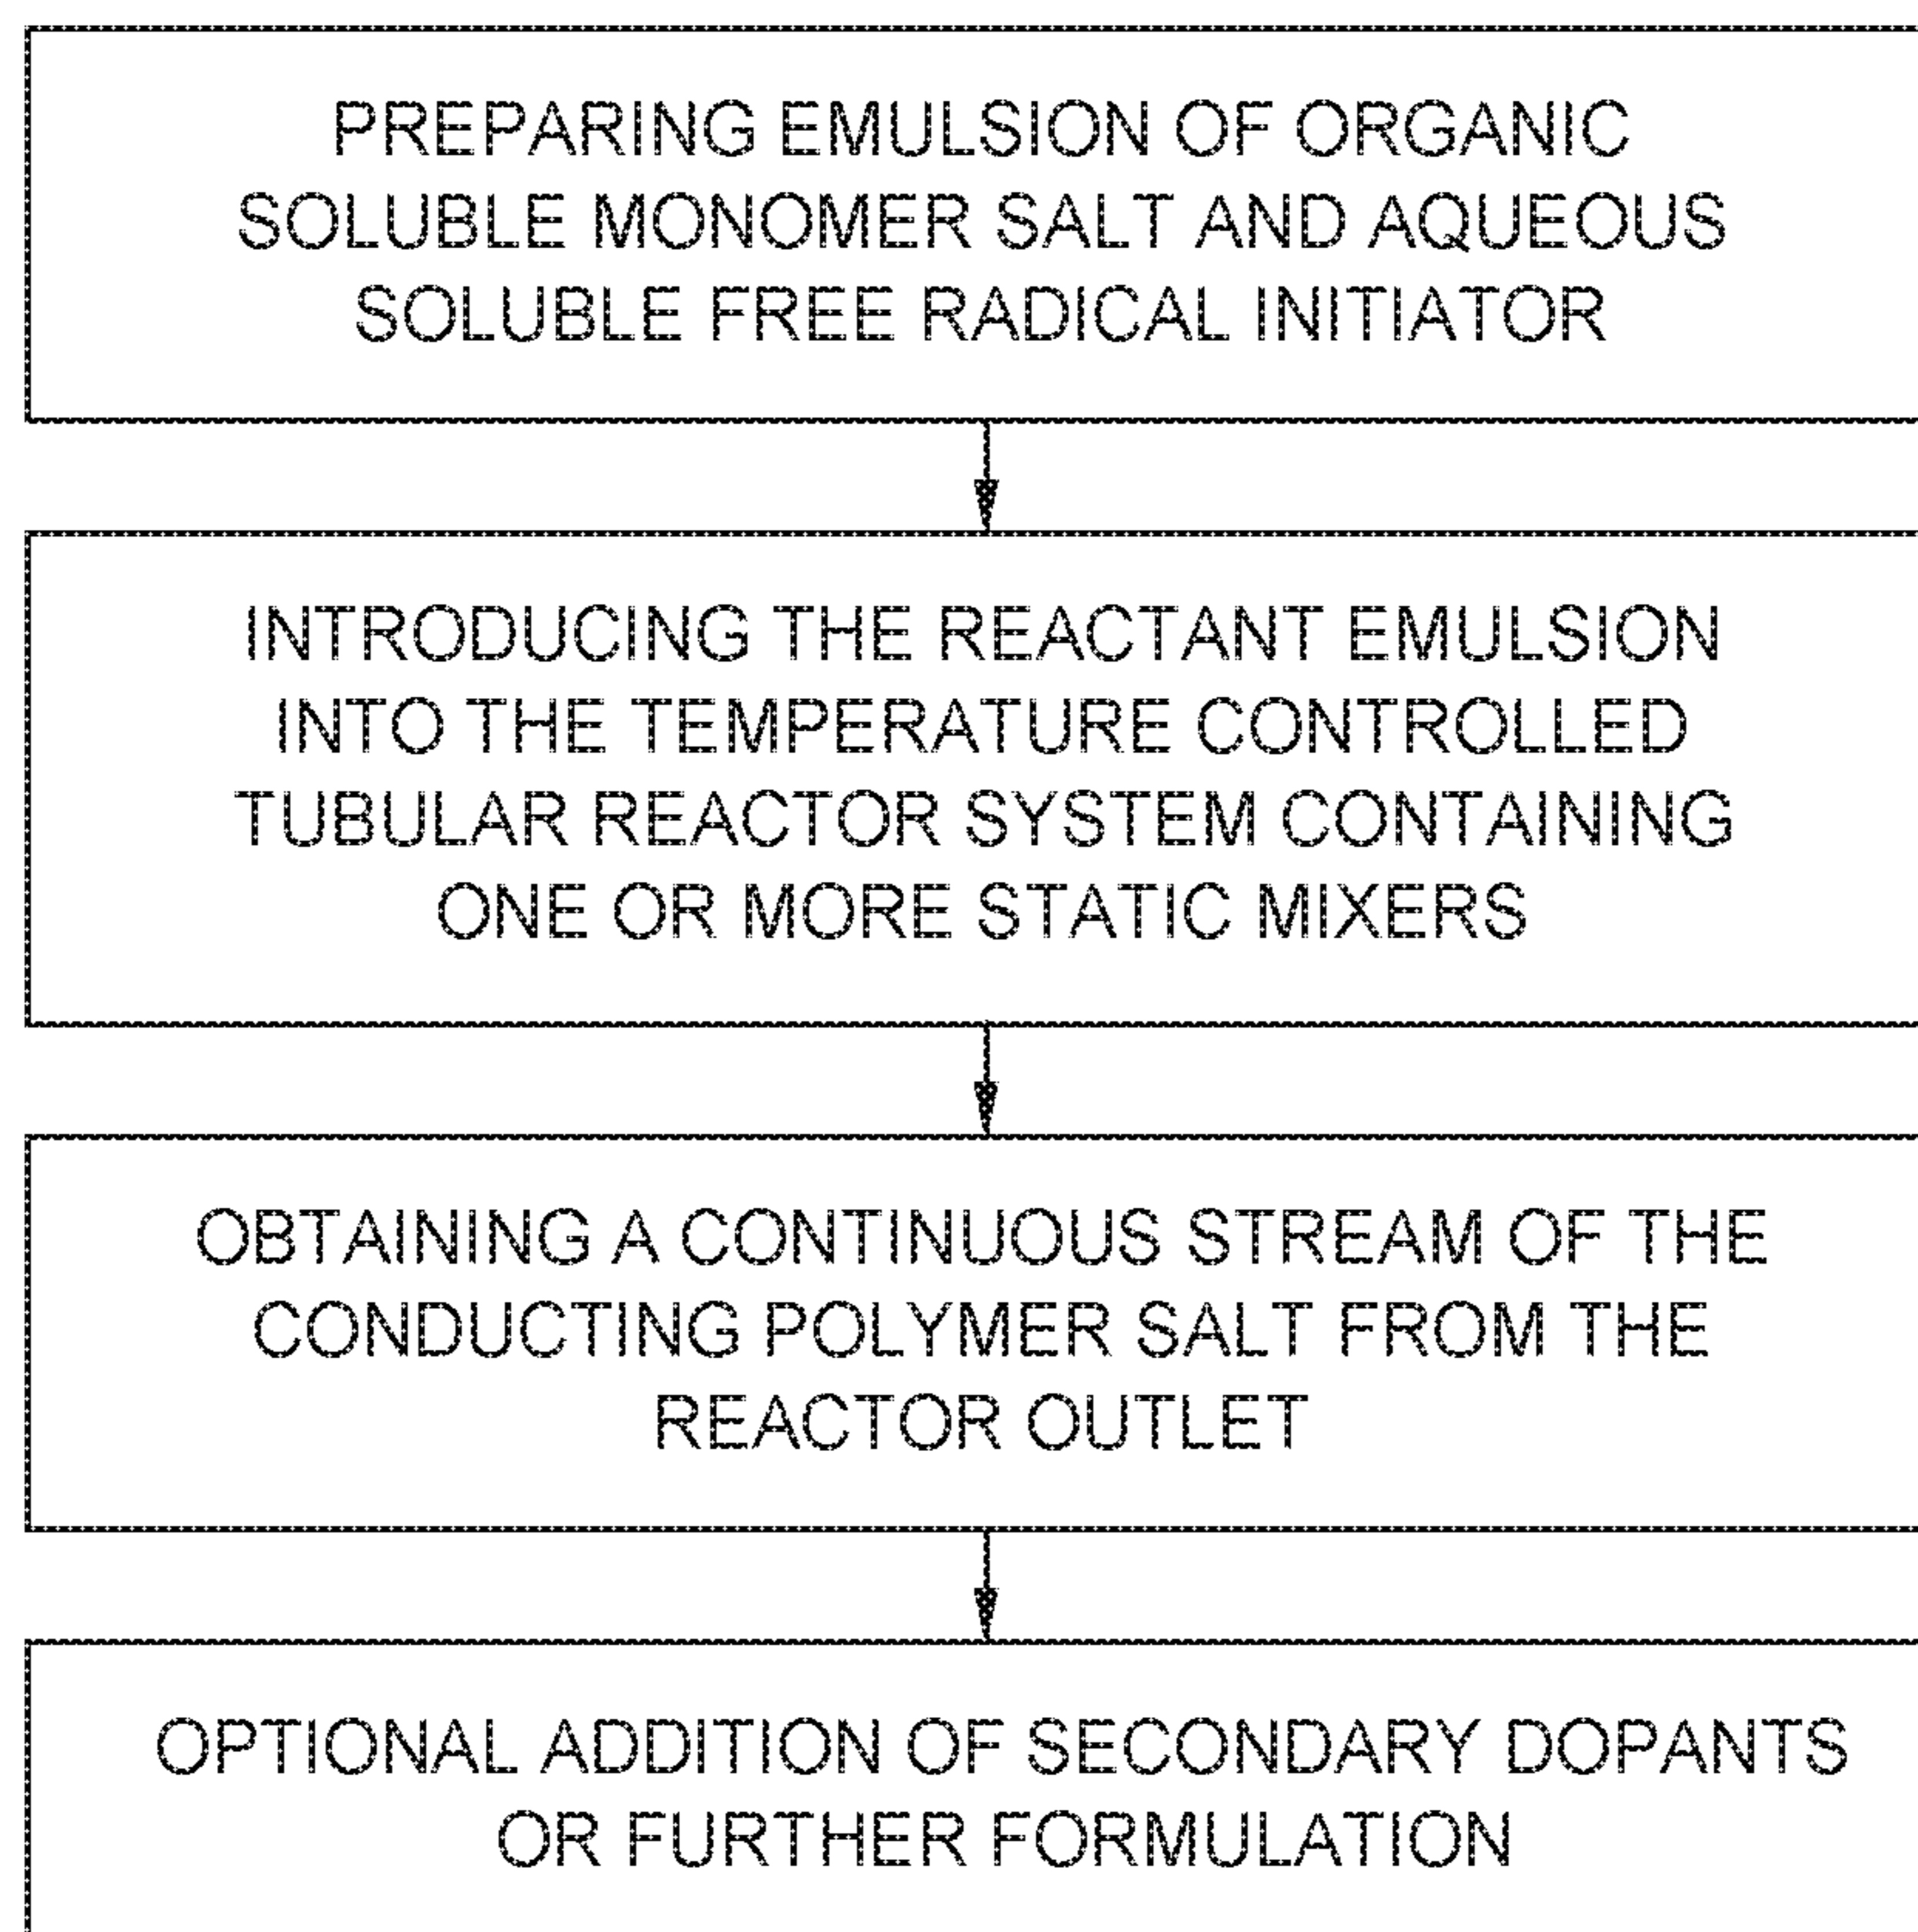 PREPARING EMULSION OF ORGANIC
SOLUBLE MONOMER SALT AND AQUEOUS
SOLUBLE FREE RADICAL INITIATOR
INTRODUCING THE REACTANT EMULSION
INTO THE TEMPERATURE CONTROLLED
TUBULAR REACTOR SYSTEM CONTAINING
ONE OR MORE STATIC MIXERS
OBTAINING A CONTINUOUS STREAM OF THE
CONDUCTING POLYMER SALT FROM THE
REACTOR OUTLET
OPTIONAL ADDITION OF SECONDARY DOPANTS
OR FURTHER FORMULATION